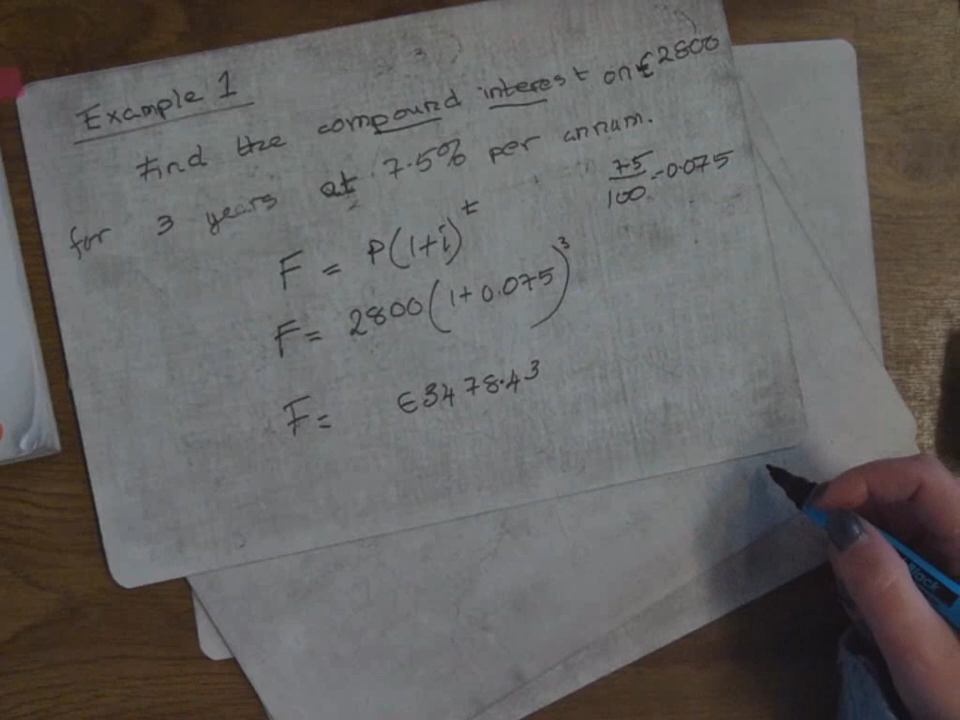 Example 1
Find the compound interest on €2800
for 3 years at 7.5% per annum.
7.5/100 = 0.075
F = P(1+i)^t
F = 2800(1+0.075)^3
F = €3478.43
Black